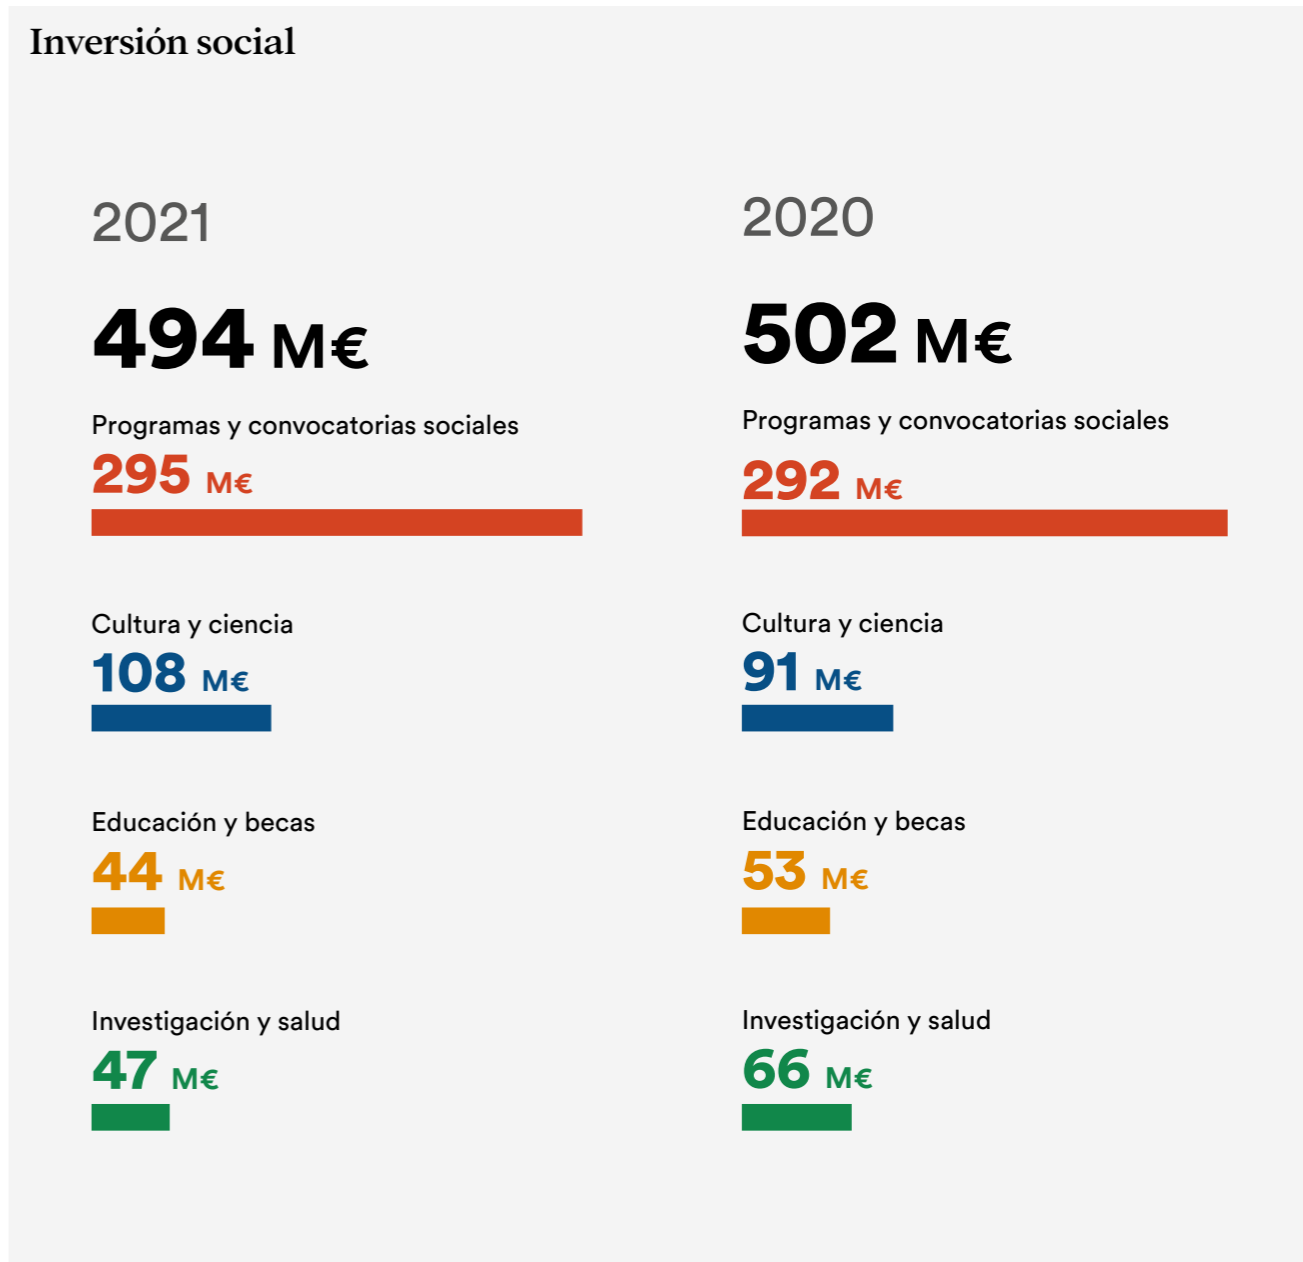 Inversión social
2021
494 M€
Programas y convocatorias sociales
295 M€
Cultura y ciencia
108 M€
Educación y becas
44 M€
Investigación y salud
47 M€
2020
502 M€
Programas y convocatorias sociales
292 M€
Cultura y ciencia
91 M€
Educación y becas
53 M€
Investigación y salud
66 M€